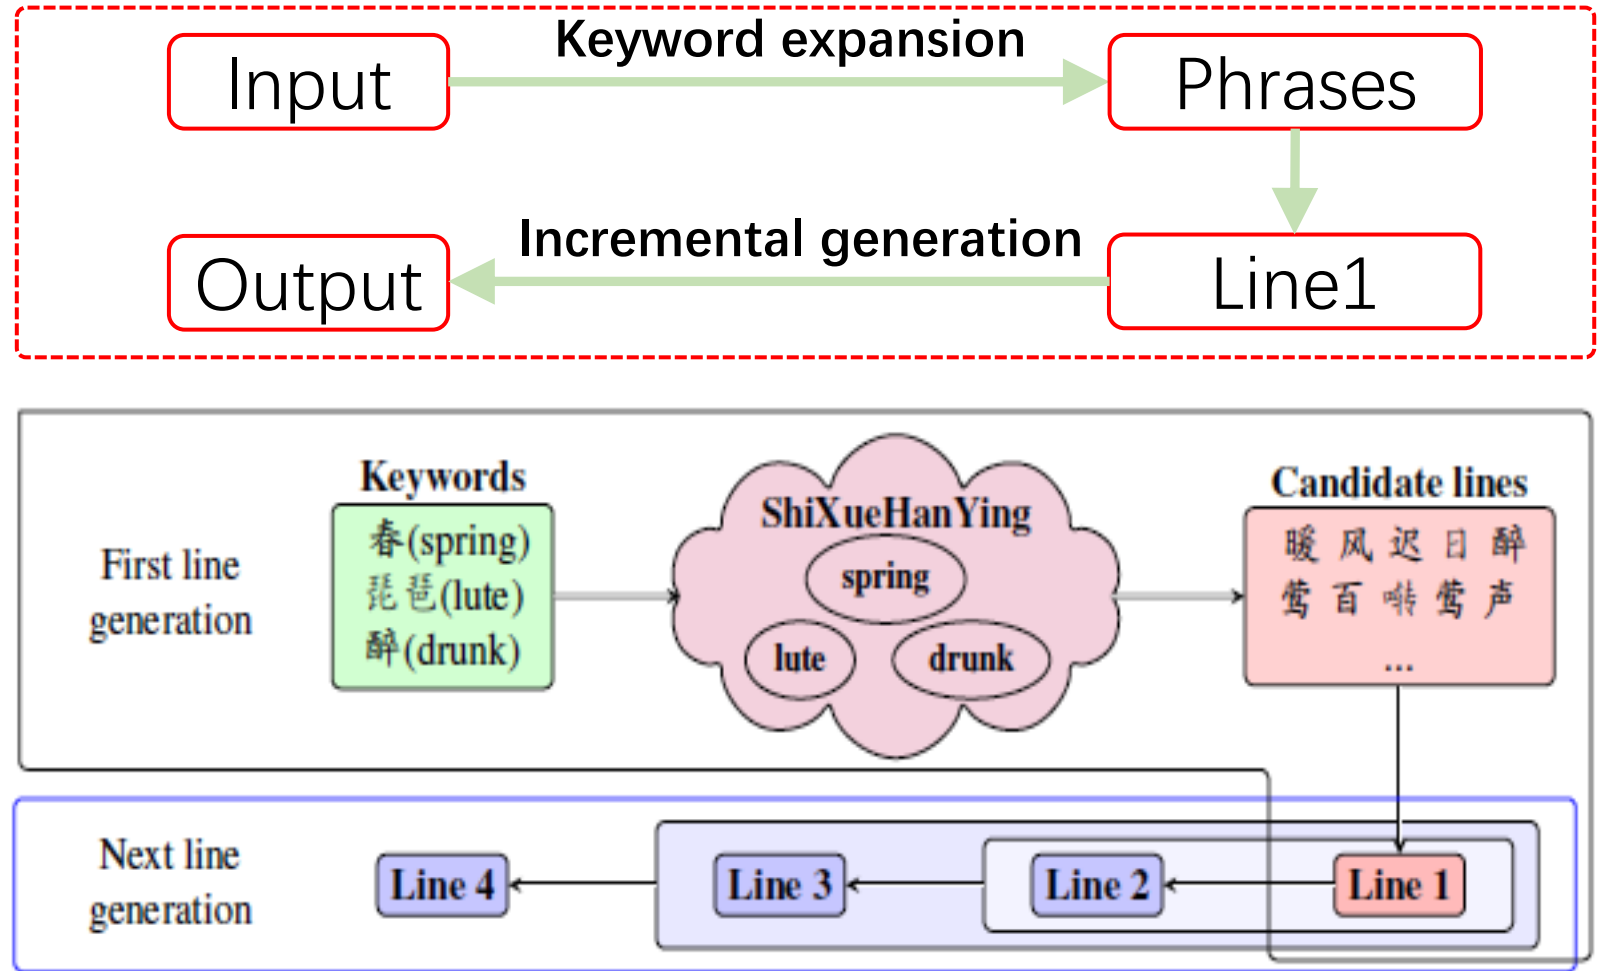 Keyword expansion
Input
Phrases
Incremental generation
Output
Line1
Keywords
ShiXueHanYing
Candidate lines
First line
generation
春(spring)
琵琶(lute)
醉(drunk)
spring
lute
drunk
暖 风 迟 日 醉
莺 百 啭 莺 声
...
Next line
generation
Line 4
Line 3
Line 2
Line 1